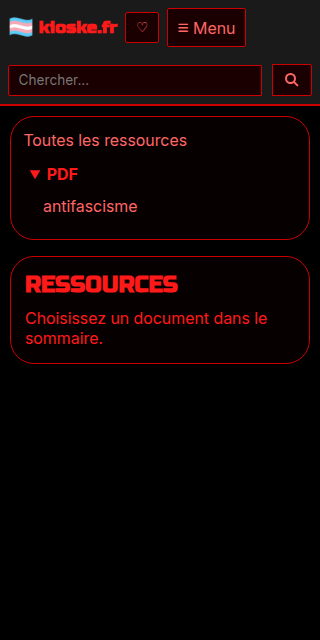 kioske.fr
♡
≡ Menu
Chercher...
Toutes les ressources
▼ PDF
antifascisme
RESSOURCES
Choisissez un document dans le
sommaire.